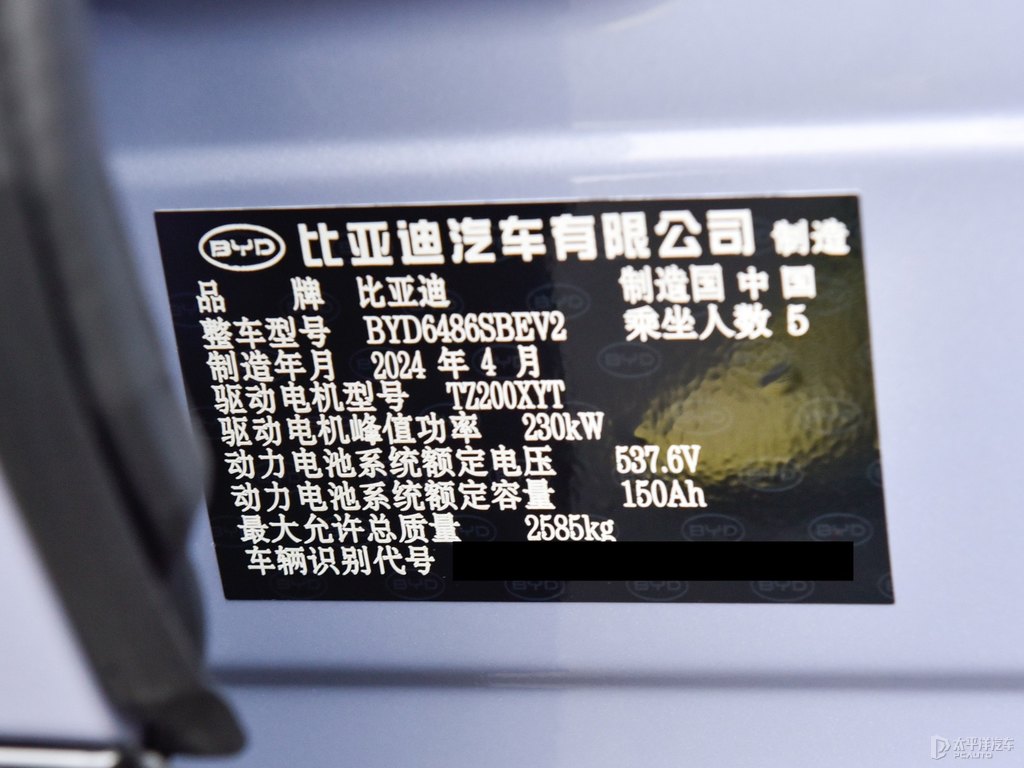 BYD 比亚迪汽车有限公司 制造
品 牌 比亚迪 制造国 中国
整车型号 BYD6486SBEV2 乘坐人数 5
制造年月 2024 年 4 月
驱动电机型号 TZ200XYT
驱动电机峰值功率 230kW
动力电池系统额定电压 537.6V
动力电池系统额定容量 150Ah
最大允许总质量 2585kg
车辆识别代号
太平洋汽车
PCAUTO